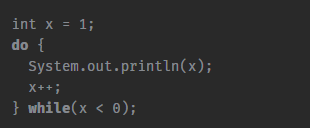 int x = 1;
do {
  System.out.println(x);
  x++;
} while(x < 0);